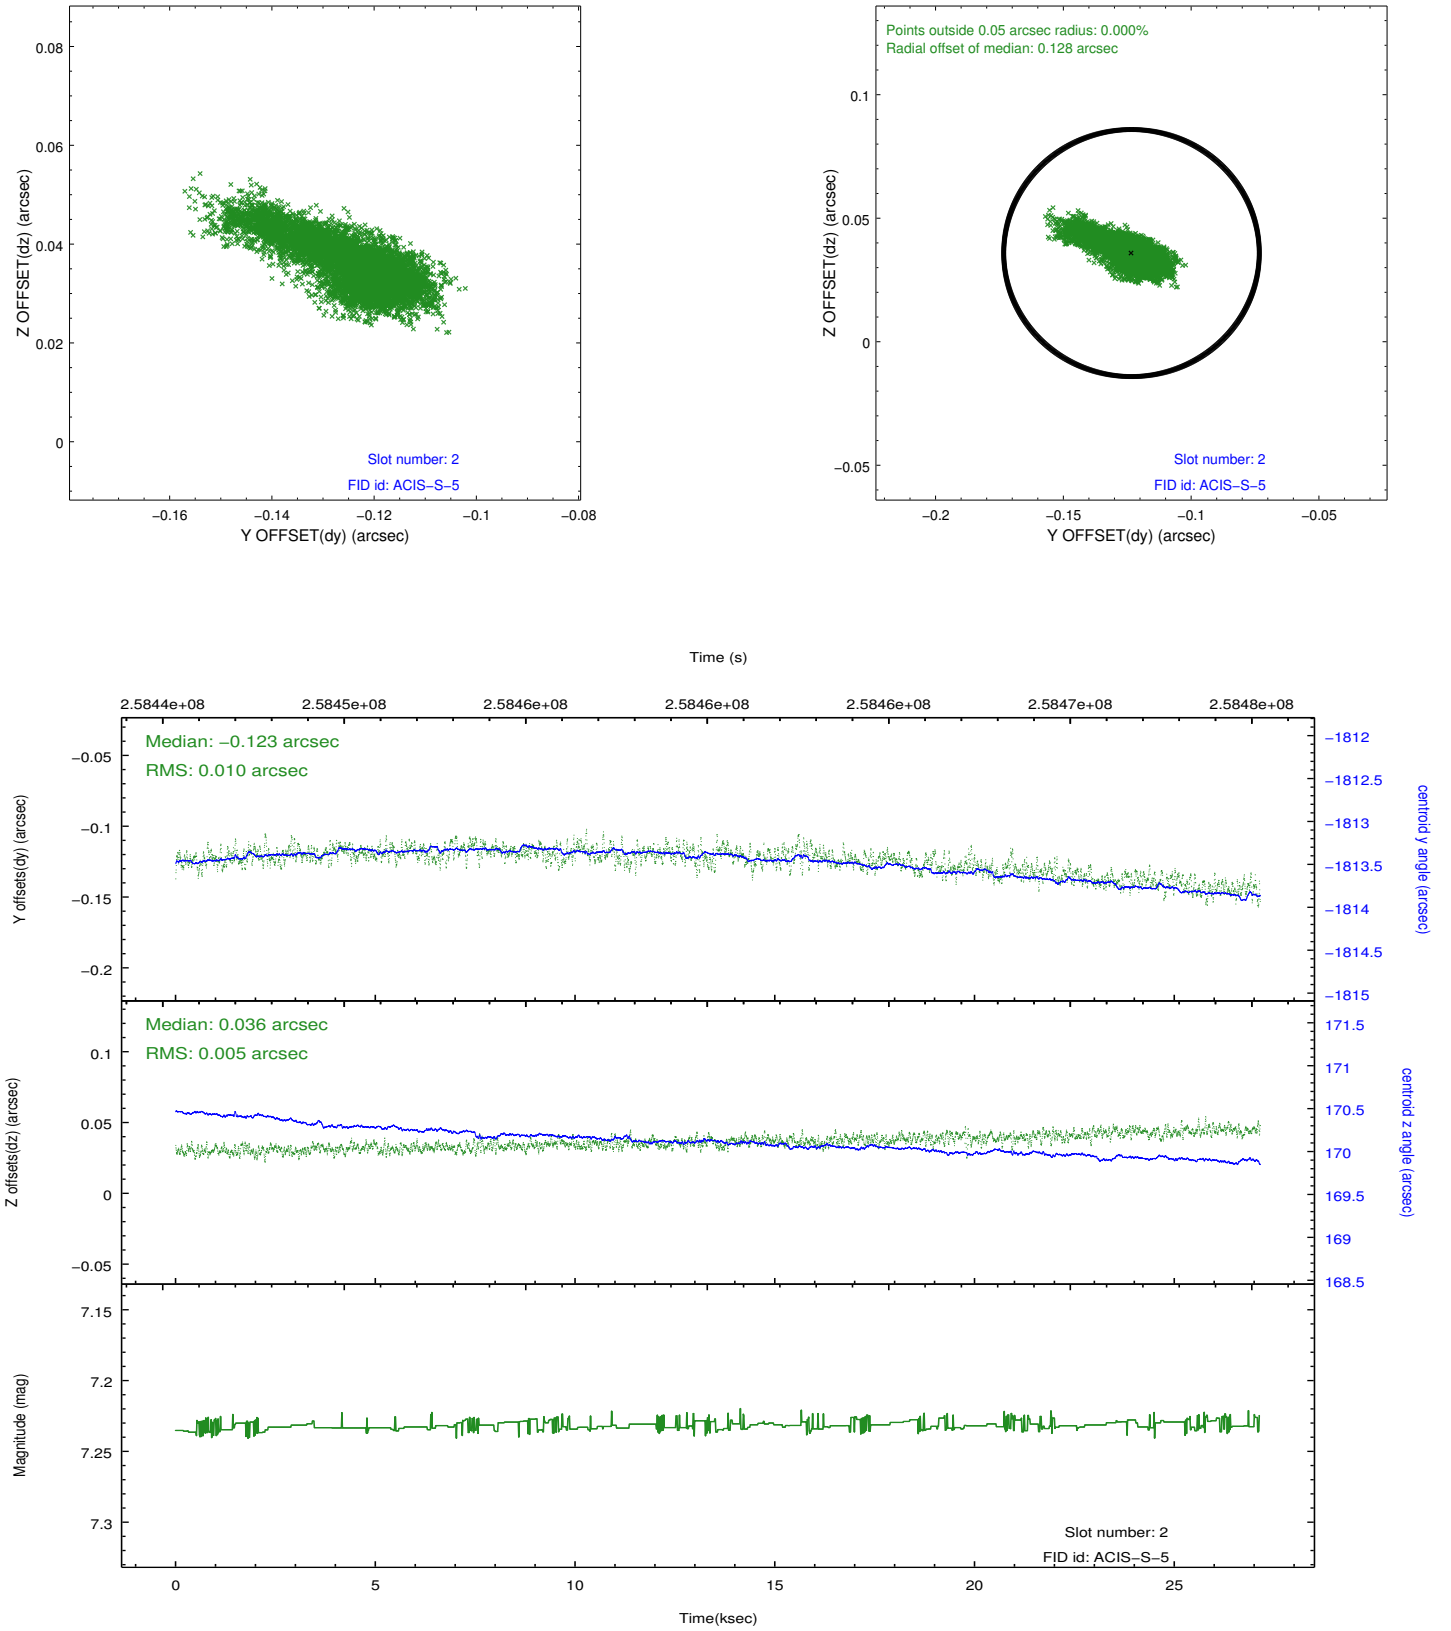 0.08
0.06
0.04
0.02
0
Z OFFSET(dz) (arcsec)
Slot number: 2
FID id: ACIS−S−5
−0.16
−0.14
−0.12
−0.1
−0.08
Y OFFSET(dy) (arcsec)
Points outside 0.05 arcsec radius: 0.000%
Radial offset of median: 0.128 arcsec
0.1
0.05
0
−0.05
Z OFFSET(dz) (arcsec)
Slot number: 2
FID id: ACIS−S−5
−0.2
−0.15
−0.1
−0.05
Y OFFSET(dy) (arcsec)
Time (s)
2.5844e+08
2.5845e+08
2.5846e+08
2.5846e+08
2.5846e+08
2.5847e+08
2.5848e+08
Median: −0.123 arcsec
RMS: 0.010 arcsec
−0.05
−0.1
−0.15
−0.2
Y offsets(dy) (arcsec)
−1812
−1812.5
−1813
−1813.5
−1814
−1814.5
−1815
centroid y angle (arcsec)
Median: 0.036 arcsec
RMS: 0.005 arcsec
0.1
0.05
0
−0.05
Z offsets(dz) (arcsec)
171.5
171
170.5
170
169.5
169
168.5
centroid z angle (arcsec)
7.15
7.2
7.25
7.3
Magnitude (mag)
Slot number: 2
FID id: ACIS−S−5
0
5
10
15
20
25
Time(ksec)